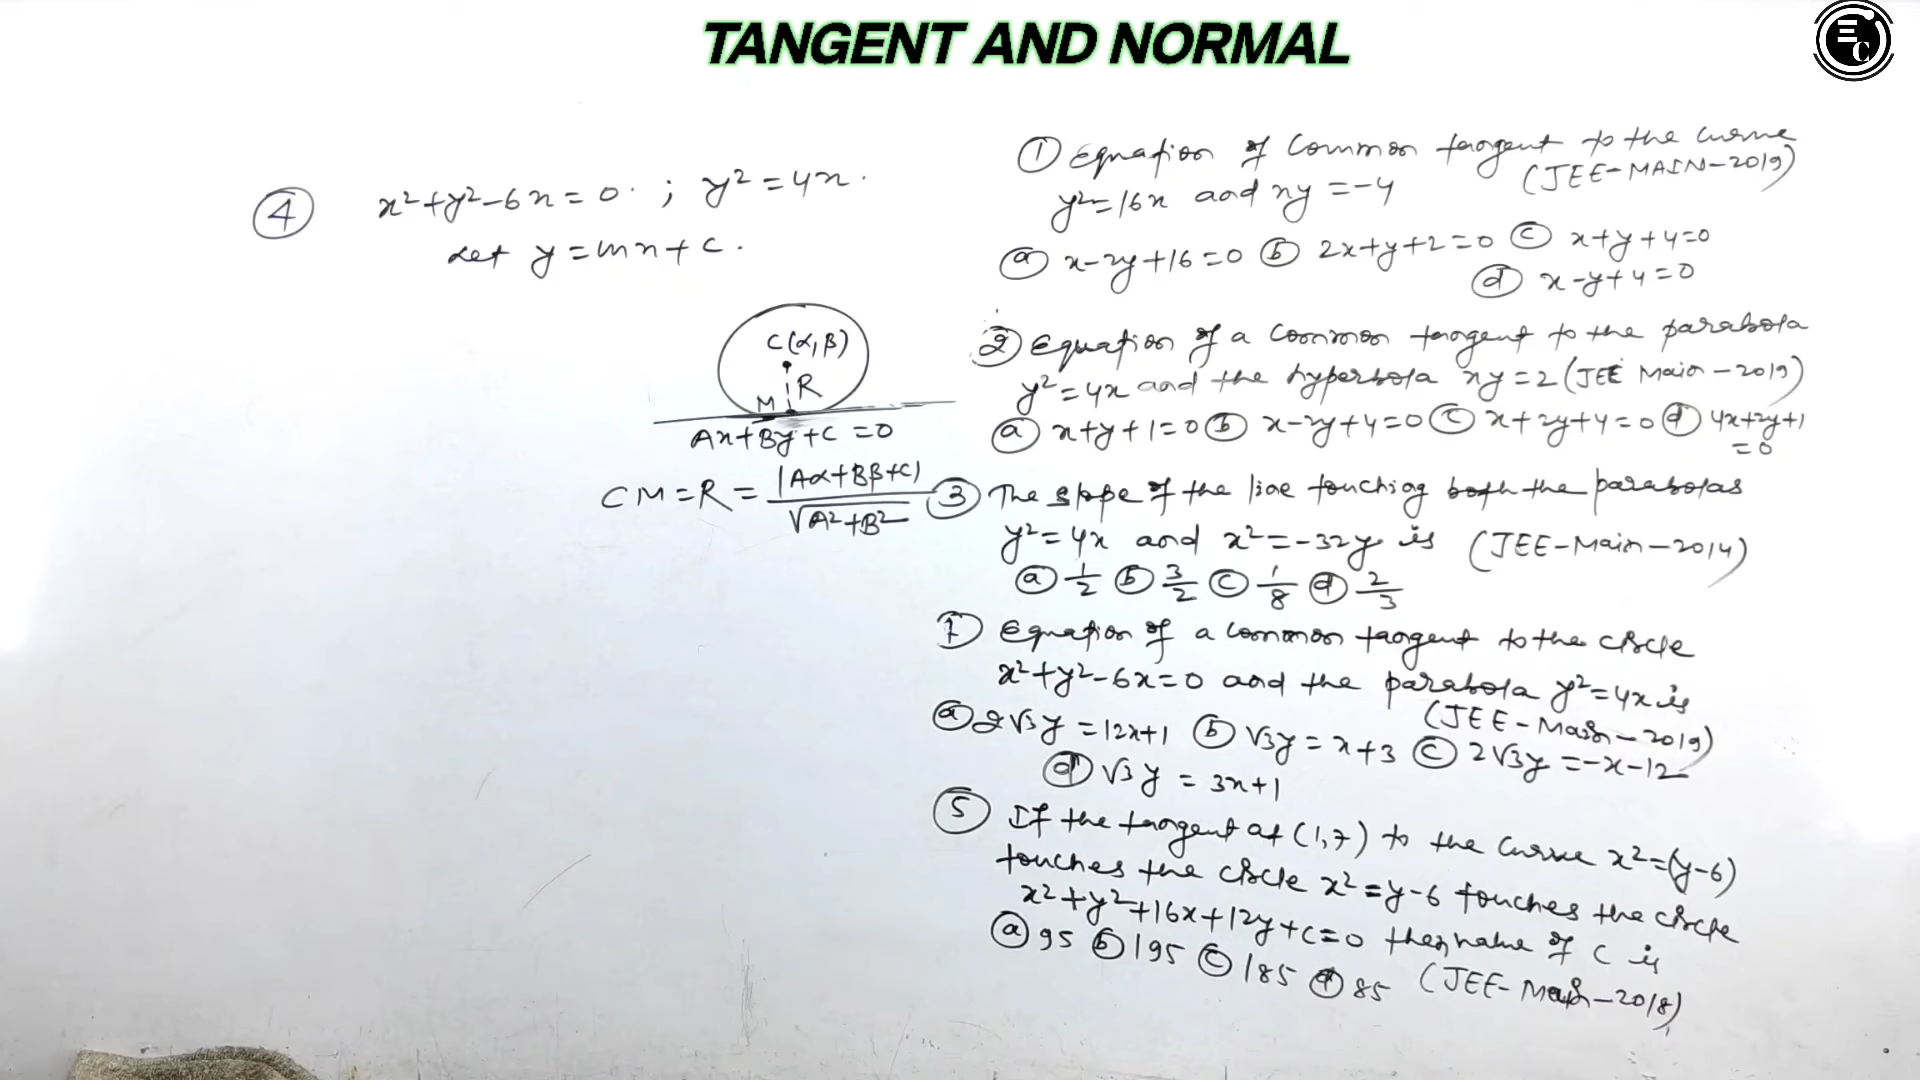 TANGENT AND NORMAL
EC
④ x²+y²-6x=0 ; y²=4x.
Let y=mx+c.
C(α,β)
R
M
Ax+By+C=0
CM=R=|Aα+Bβ+C|/√A²+B²
① Equation of Common tangent to the curve
y²=16x and xy=-4 (JEE-MAIN-2019)
ⓐ x-2y+16=0 ⓑ 2x+y+2=0 ⓒ x+y+4=0
ⓓ x-y+4=0
② Equation of a Common tangent to the parabola
y²=4x and the hyperbola xy=2 (JEE Main-2019)
ⓐ x+y+1=0 ⓑ x-2y+4=0 ⓒ x+2y+4=0 ⓓ 4x+2y+1
=0
③ The slope of the line touching both the parabolas
y²=4x and x²=-32y is (JEE-Main-2014)
ⓐ 1/2 ⓑ 3/2 ⓒ 1/8 ⓓ 2/3
Equation of a common tangent to the circle
x²+y²-6x=0 and the parabola y²=4x is
(JEE-Main-2019)
ⓐ 2√3y=12x+1 ⓑ √3y=x+3 ⓒ 2√3y=-x-12
ⓓ √3y=3x+1
⑤ If the tangent at (1,7) to the curve x²=(y-6)
touches the circle x²=y-6 touches the circle
x²+y²+16x+12y+c=0 then value of c is
ⓐ 95 ⓑ 195 ⓒ 185 ⓓ 85 (JEE-Main-2018)